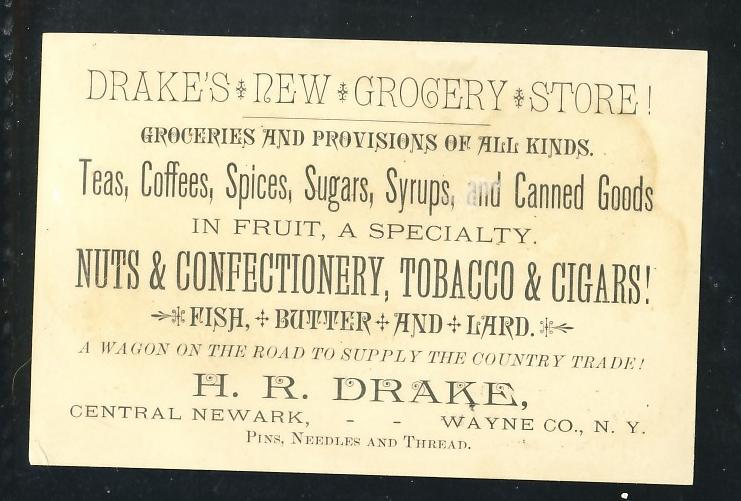 DRAKE'S NEW GROCERY STORE!
GROCERIES AND PROVISIONS OF ALL KINDS.
Teas, Coffees, Spices, Sugars, Syrups, and Canned Goods
IN FRUIT, A SPECIALTY.
NUTS & CONFECTIONERY, TOBACCO & CIGARS!
FISH, + BUTTER + AND + LARD.
A WAGON ON THE ROAD TO SUPPLY THE COUNTRY TRADE!
H. R. DRAKE,
CENTRAL NEWARK, - - WAYNE CO., N. Y.
PINS, NEEDLES AND THREAD.